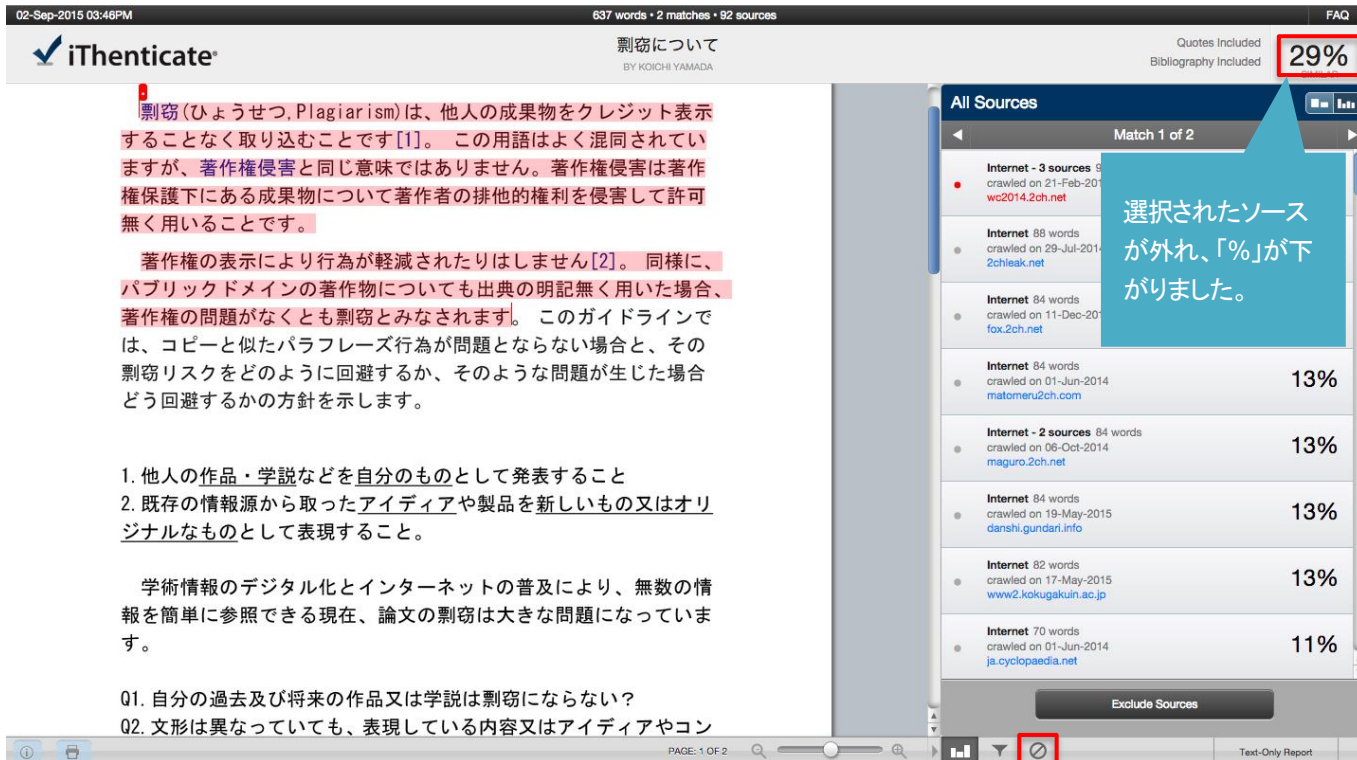 02-Sep-2015 03:46PM
637 words • 2 matches • 92 sources
FAQ
iThenticate
剽窃について
BY KOICHI YAMADA
Quotes Included
Bibliography Included
29%
剽窃(ひょうせつ,Plagiarism)は、他人の成果物をクレジット表示
することなく取り込むことです[1]。 この用語はよく混同されてい
ますが、著作権侵害と同じ意味ではありません。著作権侵害は著作
権保護下にある成果物について著作者の排他的権利を侵害して許可
無く用いることです。
著作権の表示により行為が軽減されたりはしません[2]。 同様に、
パブリックドメインの著作物についても出典の明記無く用いた場合、
著作権の問題がなくとも剽窃とみなされます。 このガイドラインで
は、コピーと似たパラフレーズ行為が問題とならない場合と、その
剽窃リスクをどのように回避するか、そのような問題が生じた場合
どう回避するかの方針を示します。
1.他人の作品・学説などを自分のものとして発表すること
2.既存の情報源から取ったアイディアや製品を新しいもの又はオリ
ジナルなものとして表現すること。
学術情報のデジタル化とインターネットの普及により、無数の情
報を簡単に参照できる現在、論文の剽窃は大きな問題になっていま
す。
Q1.自分の過去及び将来の作品又は学説は剽窃にならない?
Q2.文形は異なっていても、表現している内容又はアイディアやコン
PAGE: 1 OF 2
All Sources
Match 1 of 2
Internet - 3 sources
crawled on 21-Feb-201
wc2014.2ch.net
Internet 88 words
crawled on 29-Jul-2014
2chleak.net
Internet 84 words
crawled on 11-Dec-201
fox.2ch.net
選択されたソース
が外れ、「%」が下
がりました。
Internet 84 words
crawled on 01-Jun-2014
matomeru2ch.com
13%
Internet - 2 sources 84 words
crawled on 06-Oct-2014
maguro.2ch.net
13%
Internet 84 words
crawled on 19-May-2015
danshi.gundari.info
13%
Internet 82 words
crawled on 17-May-2015
www2.kokugakuin.ac.jp
13%
Internet 70 words
crawled on 01-Jun-2014
ja.cyclopaedia.net
11%
Exclude Sources
Text-Only Report